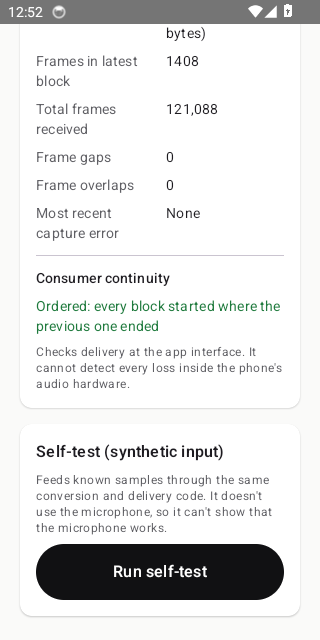 12:52
bytes)
Frames in latest 1408
block
Total frames 121,088
received
Frame gaps 0
Frame overlaps 0
Most recent None
capture error
Consumer continuity
Ordered: every block started where the
previous one ended
Checks delivery at the app interface. It
cannot detect every loss inside the phone's
audio hardware.
Self-test (synthetic input)
Feeds known samples through the same
conversion and delivery code. It doesn't
use the microphone, so it can't show that
the microphone works.
Run self-test